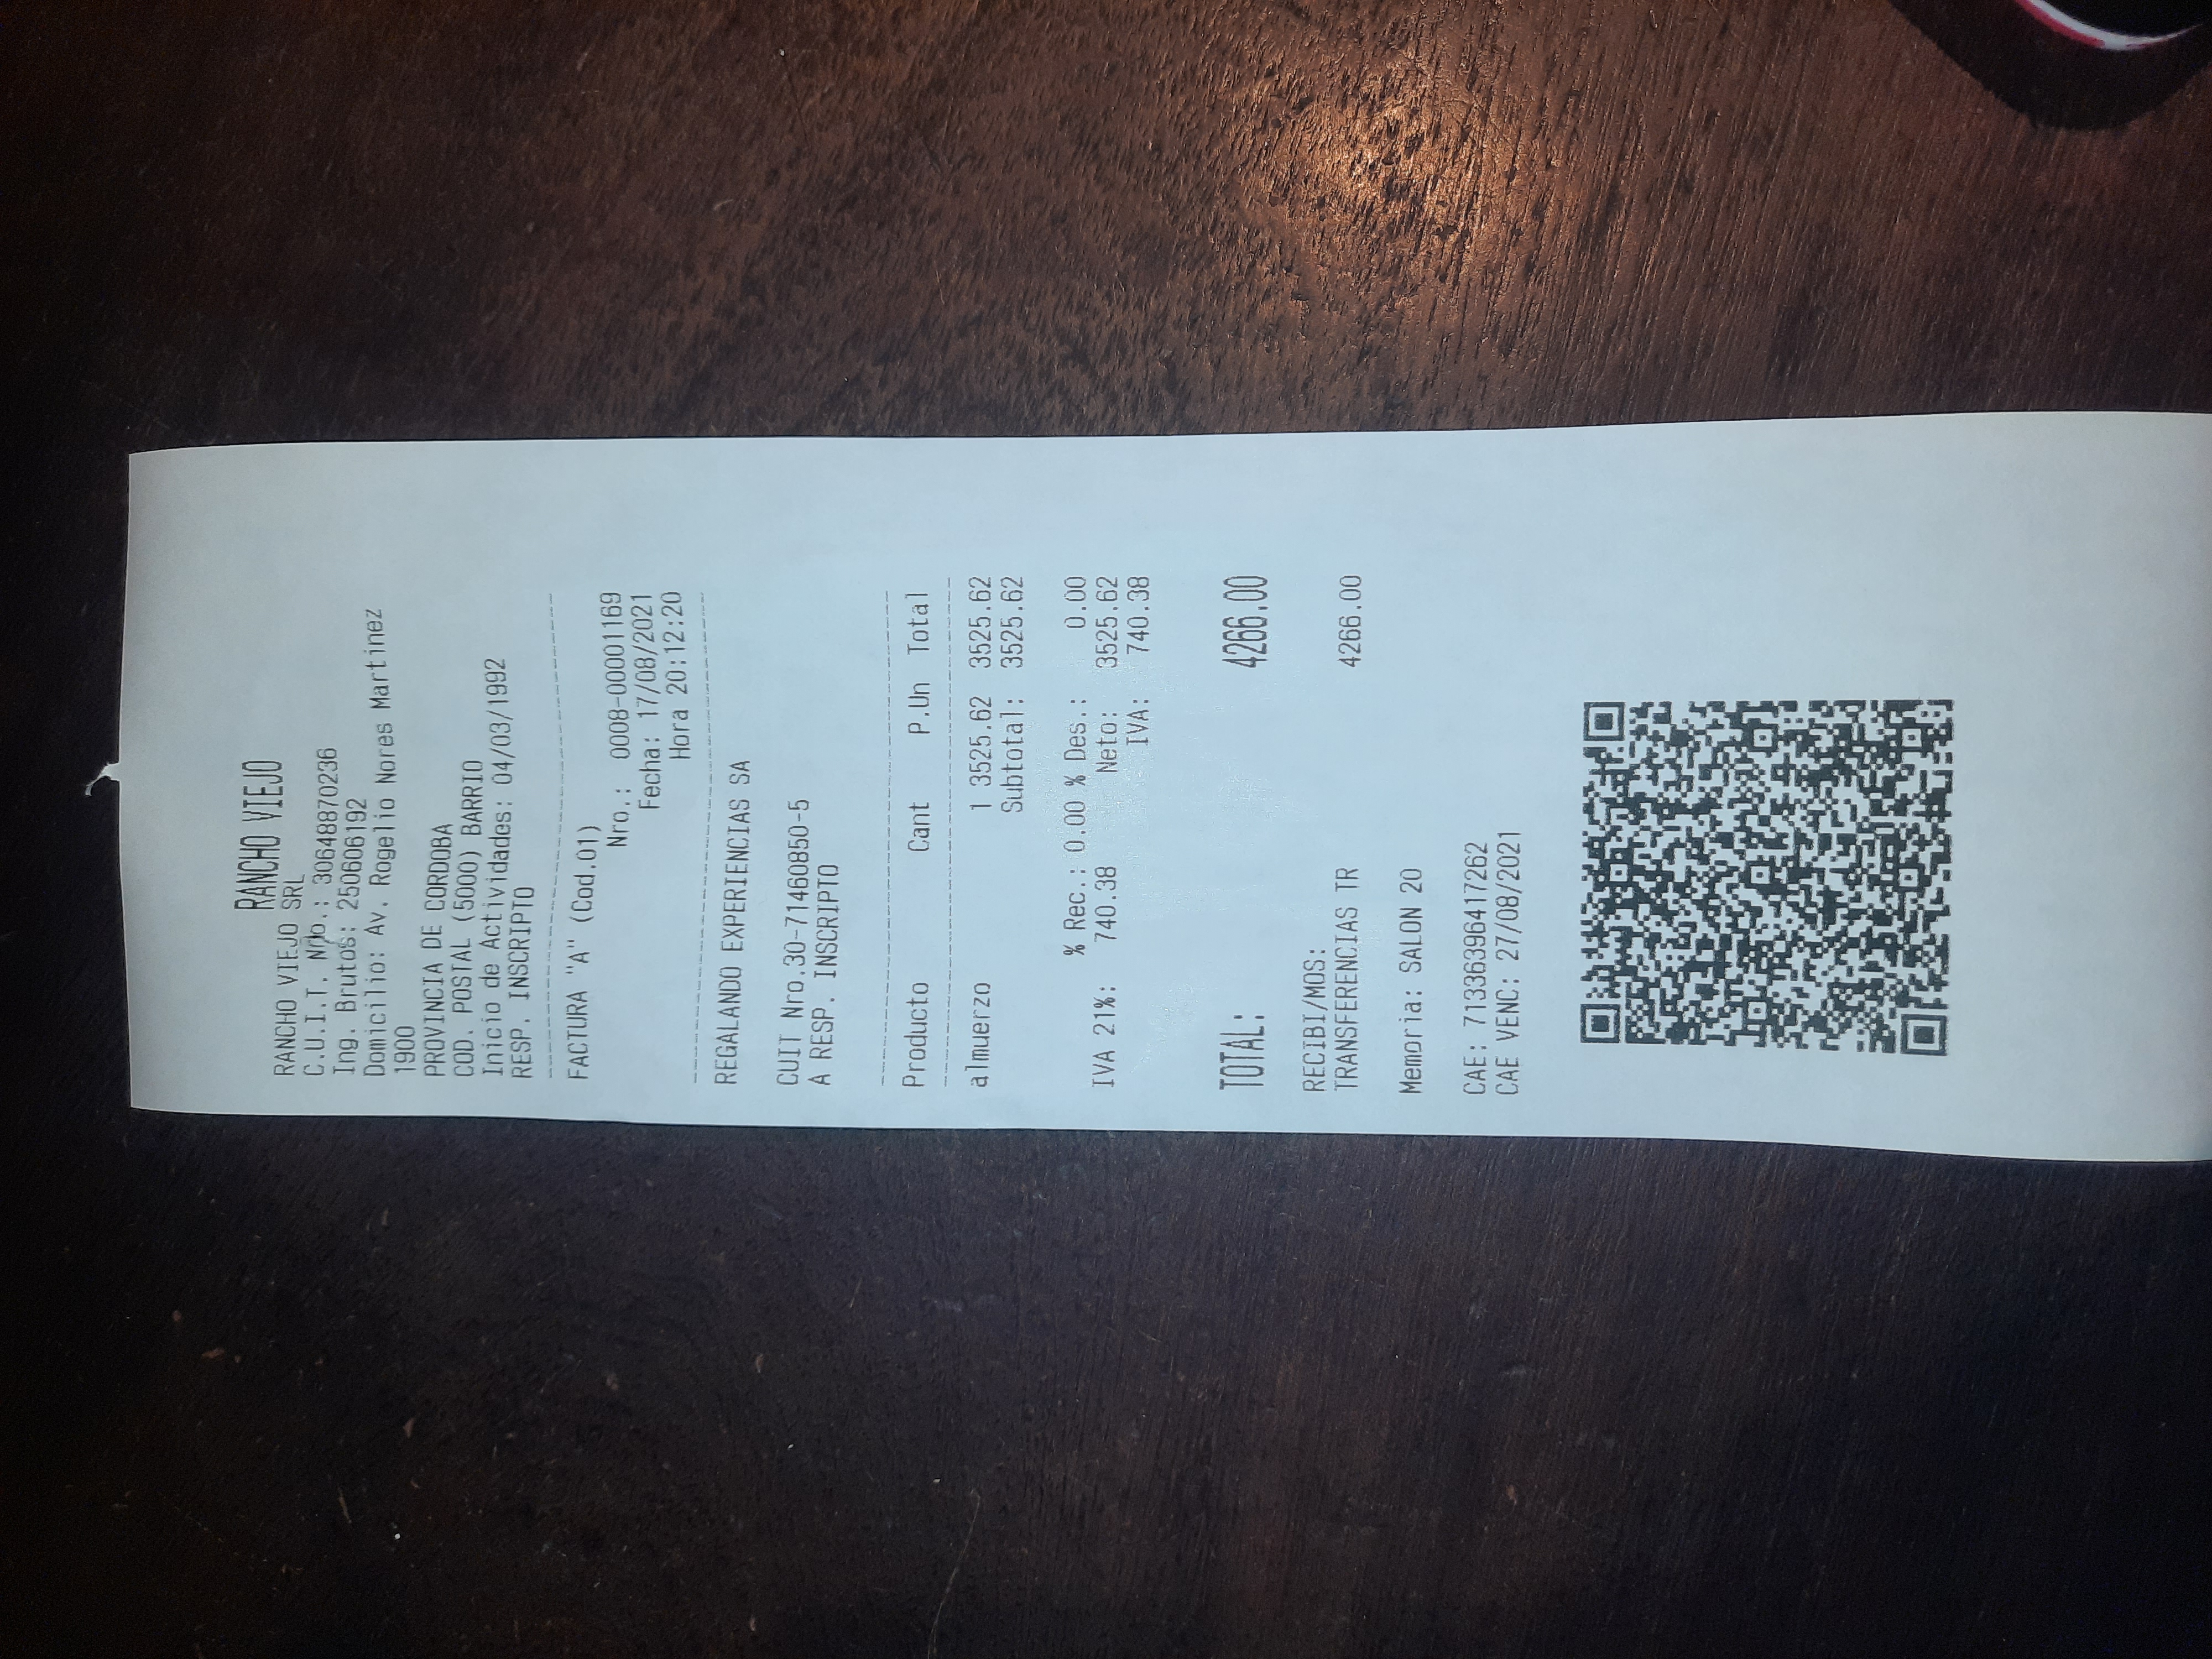 RANCHO VIEJO
RANCHO VIEJO SRL
C.U.I.T. Nro.: 30648870236
Ing. Brutos: 250606192
Domicilio: Av. Rogelio Nores Martinez
1900
PROVINCIA DE CORDOBA
COD. POSTAL (5000) BARRIO
Inicio de Actividades: 04/03/1992
RESP. INSCRIPTO
FACTURA "A" (Cod.01)
Nro.: 0008-00001169
Fecha: 17/08/2021
Hora 20:12:20
REGALANDO EXPERIENCIAS SA
CUIT Nro.30-71460850-5
A RESP. INSCRIPTO
Producto Cant P.Un Total
almuerzo 1 3525.62 3525.62
Subtotal: 3525.62
% Rec.: 0.00 % Des.: 0.00
IVA 21%: 740.38 Neto: 3525.62
IVA: 740.38
TOTAL: 4266.00
RECIBI/MOS:
TRANSFERENCIAS TR 4266.00
Memoria: SALON 20
CAE: 71336396417262
CAE VENC: 27/08/2021